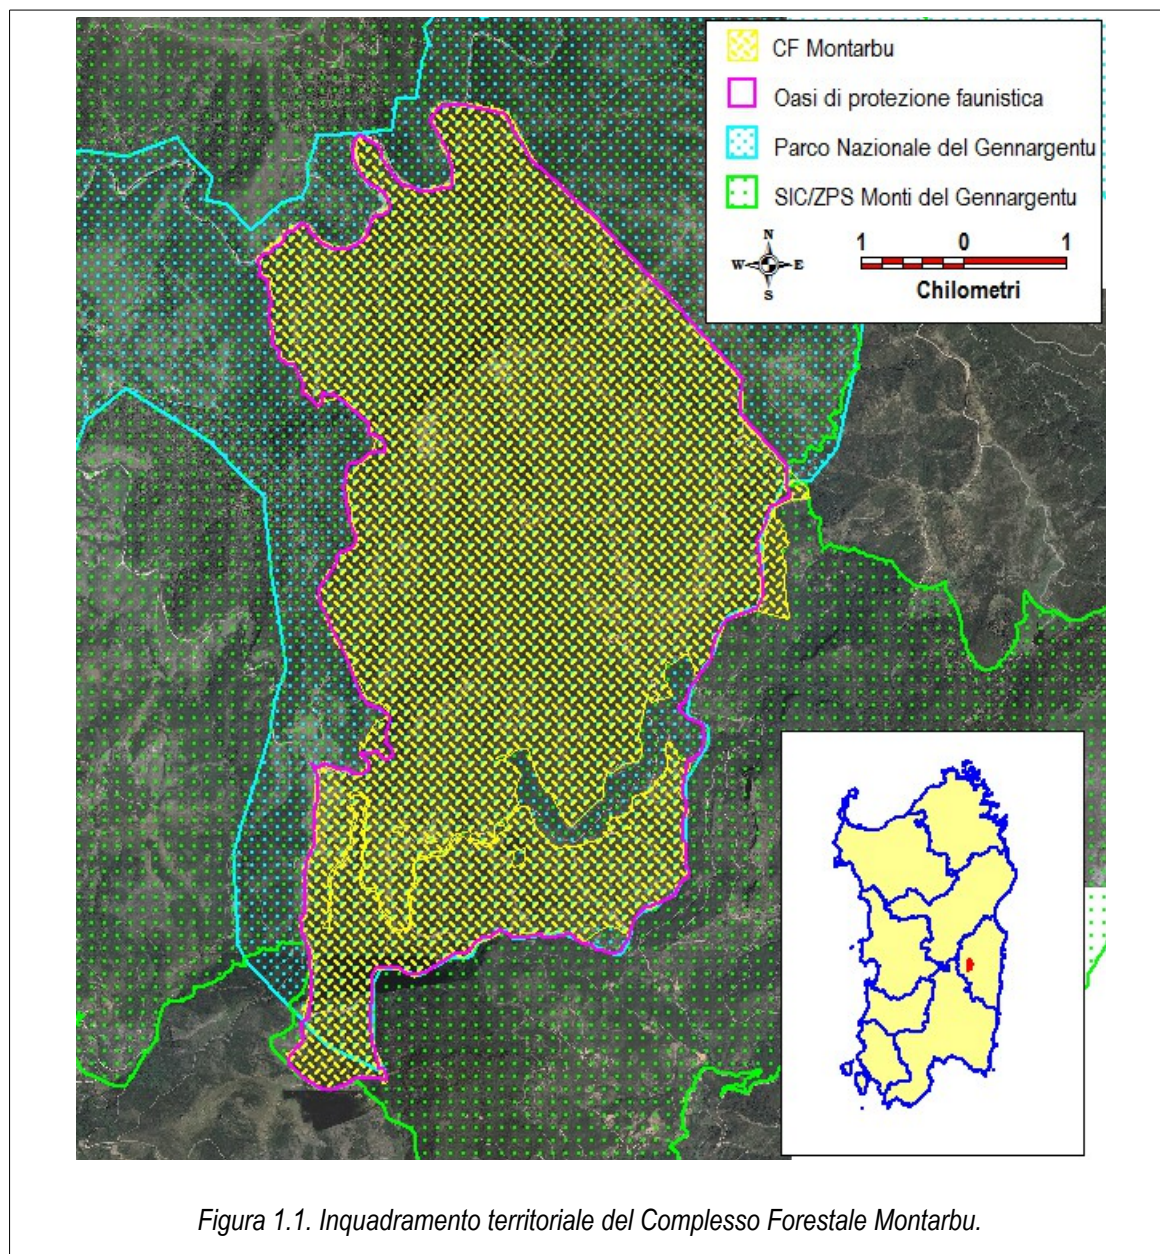 CF Montarbu
Oasi di protezione faunistica
Parco Nazionale del Gennargentu
SIC/ZPS Monti del Gennargentu
N
W E
S
1 0 1
Chilometri
Figura 1.1. Inquadramento territoriale del Complesso Forestale Montarbu.